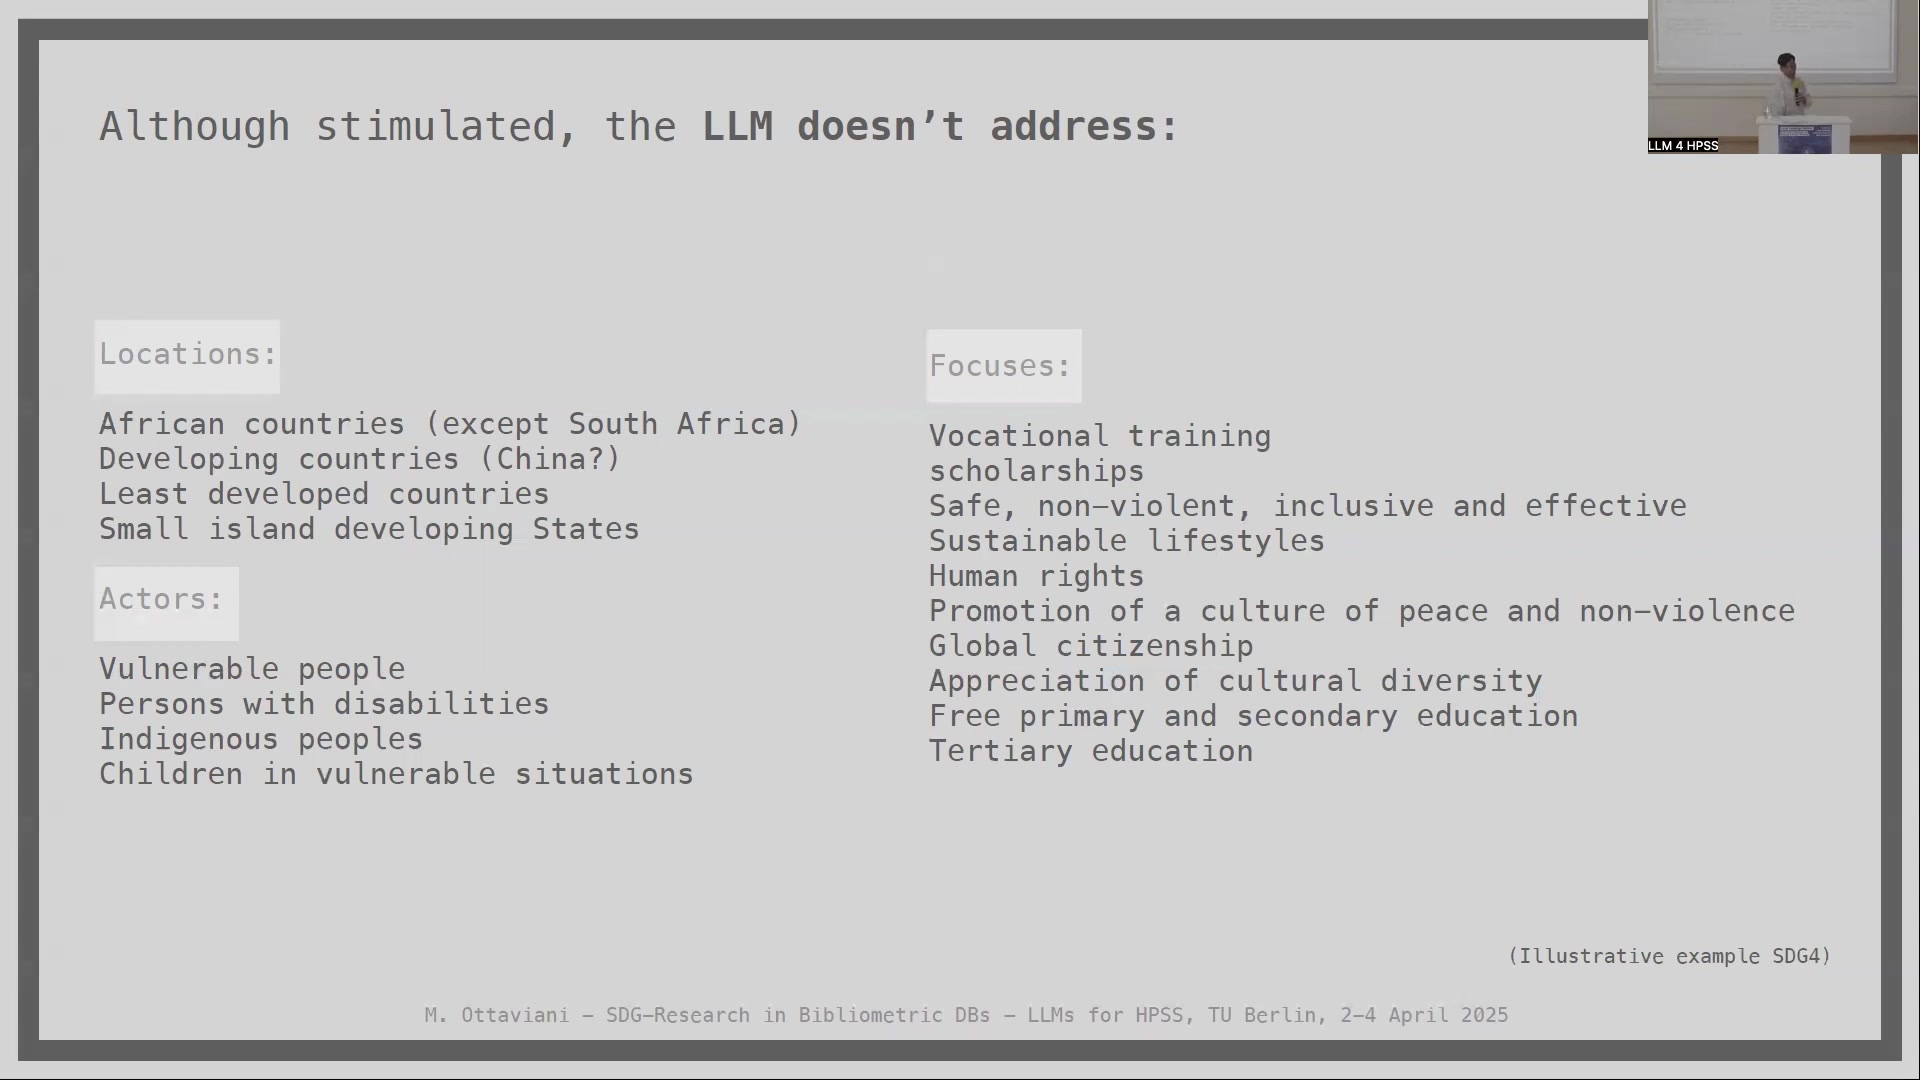 Although stimulated, the LLM doesn’t address:
LLM 4 HPSS
Locations:
African countries (except South Africa)
Developing countries (China?)
Least developed countries
Small island developing States
Actors:
Vulnerable people
Persons with disabilities
Indigenous peoples
Children in vulnerable situations
Focuses:
Vocational training
scholarships
Safe, non–violent, inclusive and effective
Sustainable lifestyles
Human rights
Promotion of a culture of peace and non–violence
Global citizenship
Appreciation of cultural diversity
Free primary and secondary education
Tertiary education
(Illustrative example SDG4)
M. Ottaviani – SDG–Research in Bibliometric DBs – LLMs for HPSS, TU Berlin, 2–4 April 2025